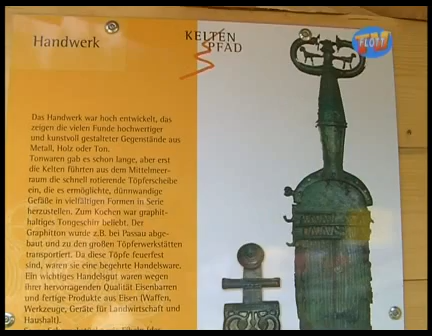 Handwerk
KELTEN
PFAD
TV
FLOTT
Das Handwerk war hoch entwickelt, das
zeigen die vielen Funde hochwertiger
und kunstvoll gestalteter Gegenstände aus
Metall, Holz oder Ton.
Tonwaren gab es schon lange, aber erst
die Kelten führten aus dem Mittelmeer-
raum die schnell rotierende Töpferscheibe
ein, die es ermöglichte, dünnwandige
Gefäße in vielfältigen Formen in Serie
herzustellen. Zum Kochen war graphit-
haltiges Tongeschirr beliebt. Der
Graphitton wurde z.B. bei Passau abge-
baut und zu den großen Töpferwerkstätten
transportiert. Da diese Töpfe feuerfest
sind, waren sie eine begehrte Handelsware.
Ein wichtiges Handelsgut waren wegen
ihrer hervorragenden Qualität Eisenbarren
und fertige Produkte aus Eisen (Waffen,
Werkzeuge, Geräte für Landwirtschaft und
Haushalt).